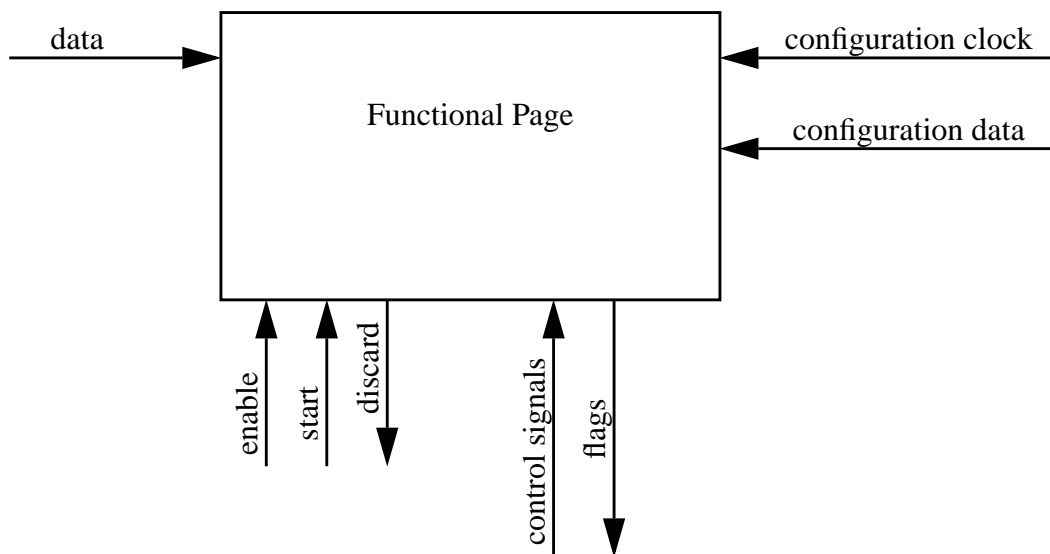 data
configuration clock
Functional Page
configuration data
enable
start
discard
control signals
flags